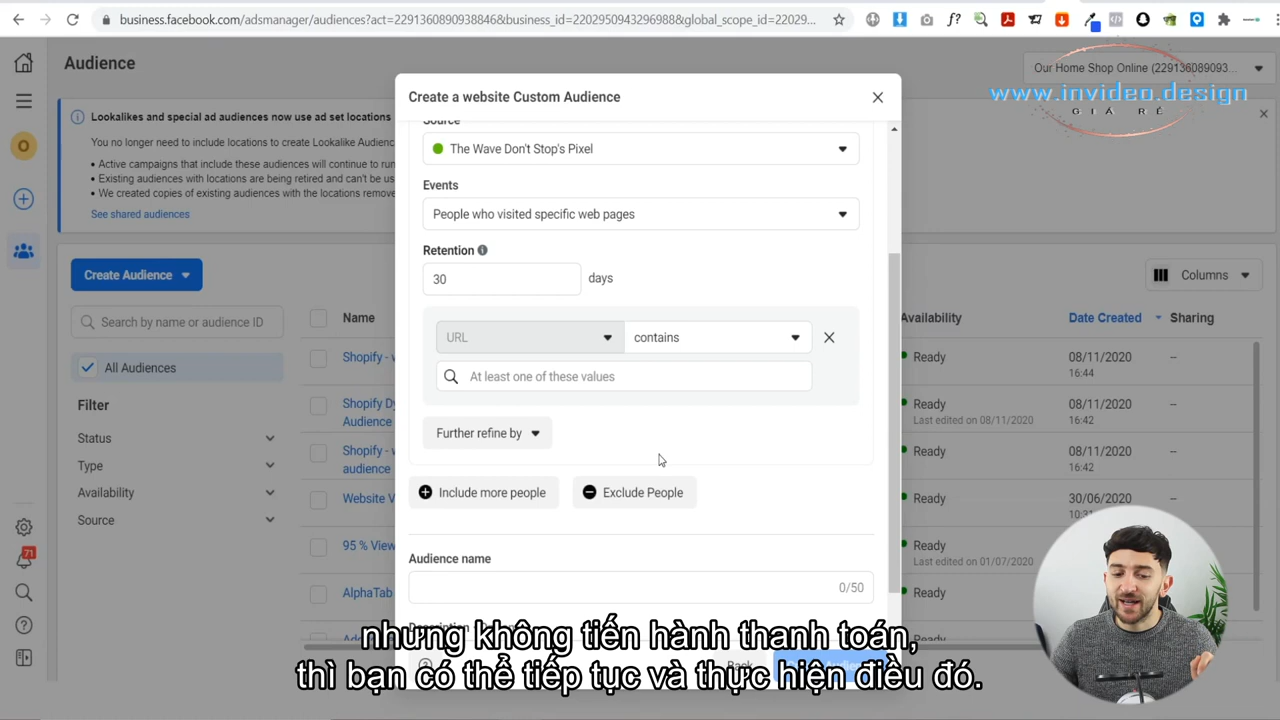 business.facebook.com/adsmanager/audiences?act=229136089093846&business_id=2202950943296988&global_scope_id=22029...
Audience
Our Home Shop Online (229136089093...
www.invideo.design
GIÁ RẺ
Lookalikes and special ad audiences now use ad set locations
You no longer need to include locations to create Lookalike Audienc
• Active campaigns that include these audiences will continue to run
• Existing audiences with locations are being retired and can't be us
• We created copies of existing audiences with the locations remove
See shared audiences
Create Audience
Search by name or audience ID
All Audiences
Filter
Status
Type
Availability
Source
71
O
Name
Shopify - v
Shopify Dy
Audience
Shopify -
audience
Website V
95 % View
AlphaTab
Create a website Custom Audience
Source
The Wave Don't Stop's Pixel
Events
People who visited specific web pages
Retention
30 days
URL contains
At least one of these values
Further refine by
Include more people Exclude People
Audience name
0/50
Back
Columns
Availability Date Created Sharing
Ready 08/11/2020 --
16:44
Ready 08/11/2020 --
Last edited on 08/11/2020 16:42
Ready 08/11/2020 --
16:42
Ready 30/06/2020 --
Ready
Last edited on 01/07/2020
Ready
nhưng không tiến hành thanh toán,
thì bạn có thể tiếp tục và thực hiện điều đó.